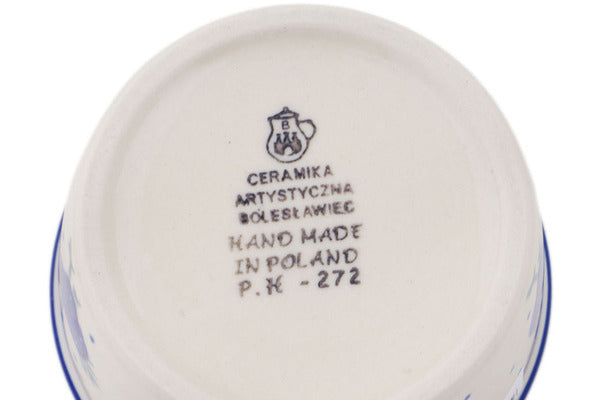 B
CERAMIKA
ARTYSTYCZNA
BOLESŁAWIEC
HAND MADE
IN POLAND
P.H - 272